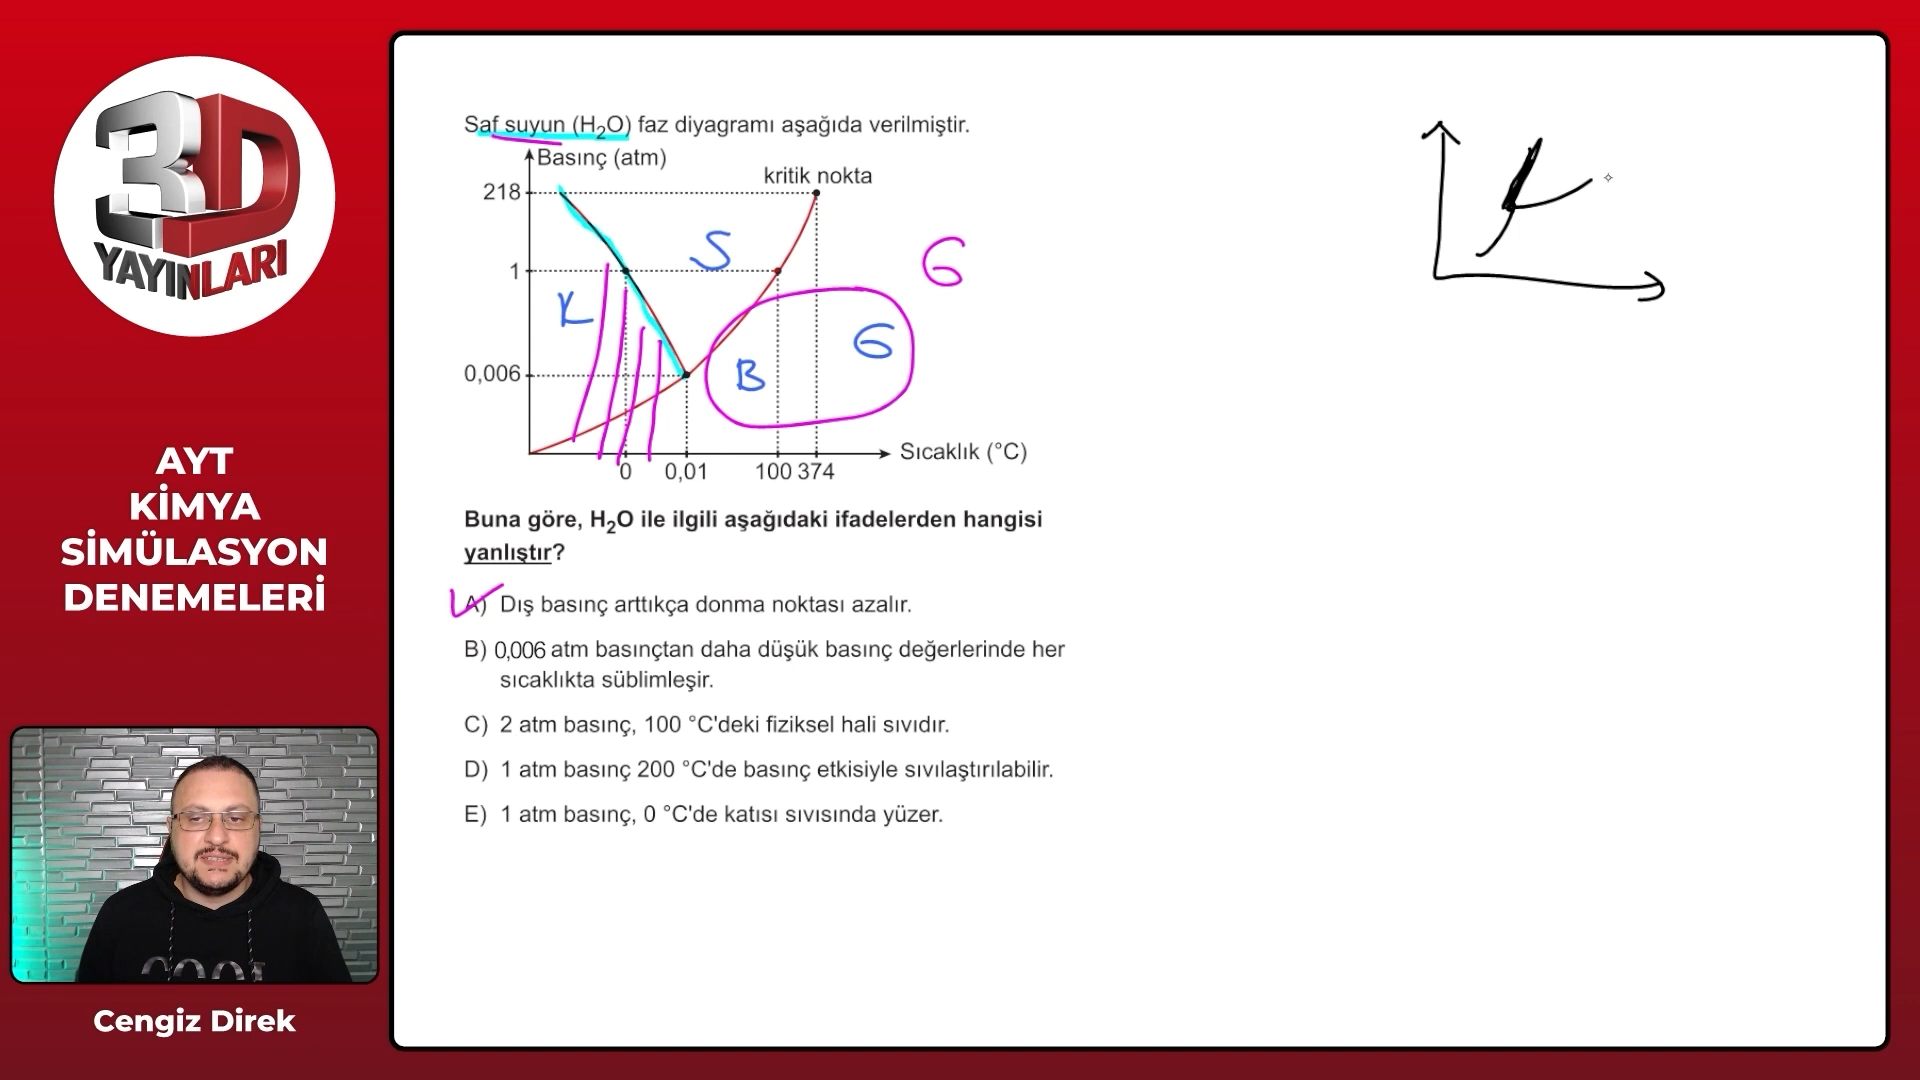 3D
YAYINLARI
AYT
KİMYA
SİMÜLASYON
DENEMELERİ
COOL
Cengiz Direk
Saf suyun (H₂O) faz diyagramı aşağıda verilmiştir.
Basınç (atm)
kritik nokta
218
S
G
1
K
G
B
0,006
Sıcaklık (°C)
0 0,01 100 374
Buna göre, H₂O ile ilgili aşağıdaki ifadelerden hangisi
yanlıştır?
A) Dış basınç arttıkça donma noktası azalır.
B) 0,006 atm basınçtan daha düşük basınç değerlerinde her
sıcaklıkta süblimleşir.
C) 2 atm basınç, 100 °C'deki fiziksel hali sıvıdır.
D) 1 atm basınç 200 °C'de basınç etkisiyle sıvılaştırılabilir.
E) 1 atm basınç, 0 °C'de katısı sıvısında yüzer.